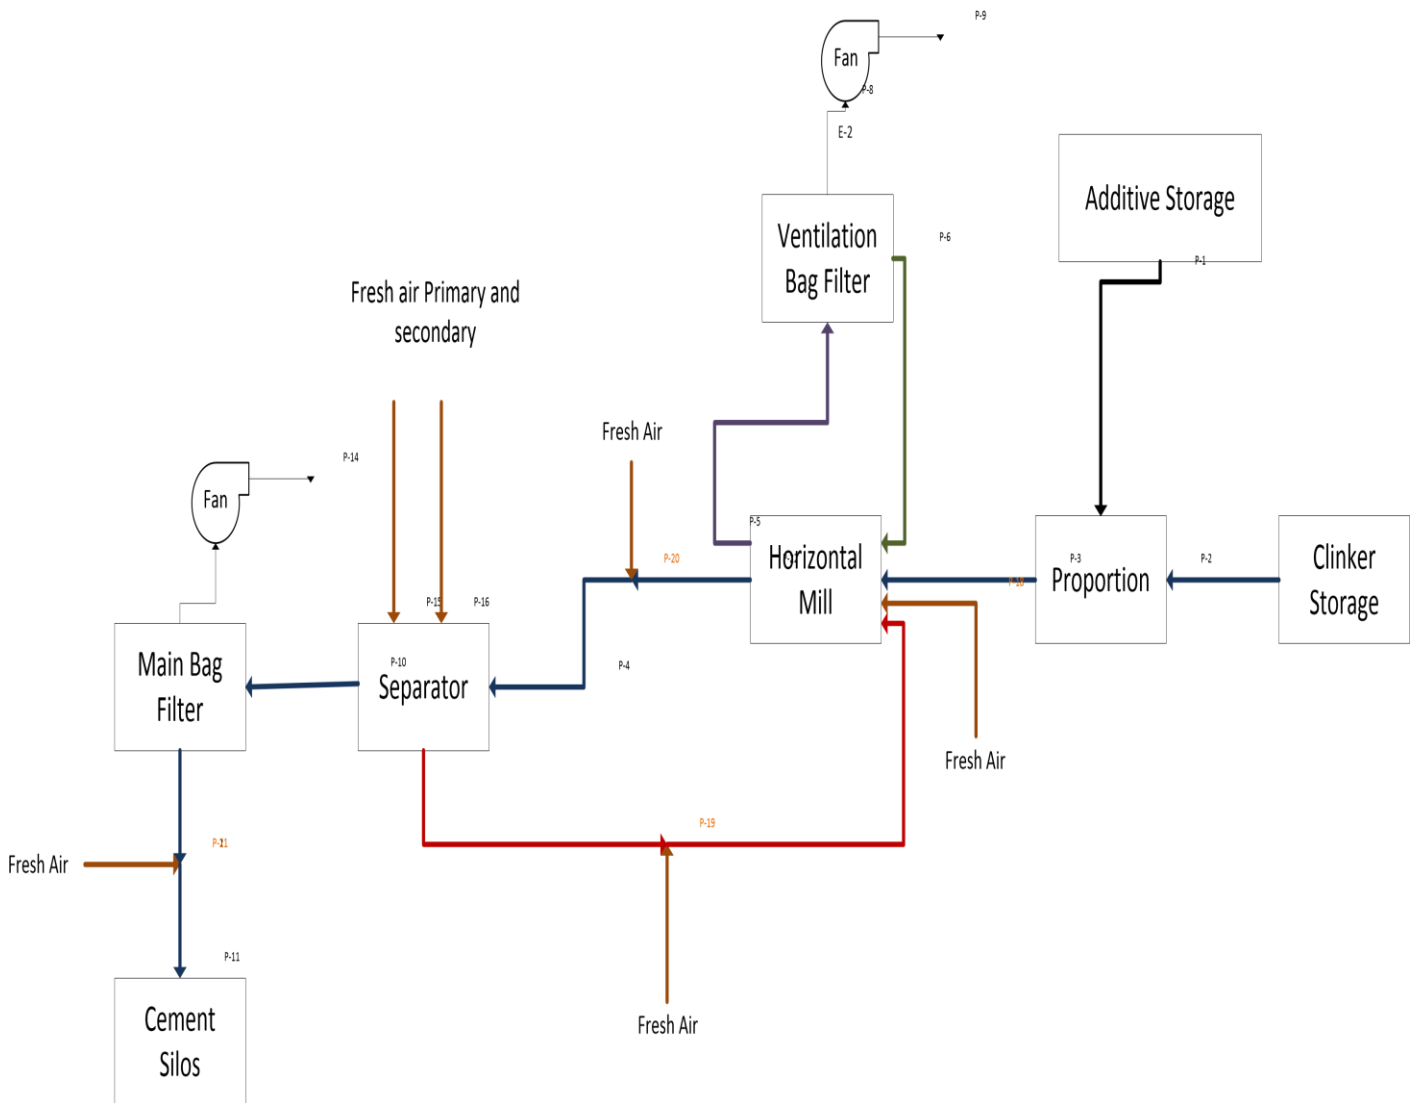 P-9
Fan
P-8
E-2
Additive Storage
Ventilation
Bag Filter
P-6
P-1
Fresh air Primary and
secondary
Fresh Air
P-14
Fan
P-5
Horizontal
Mill
P-20
P-3
Proportion
P-18
P-2
Clinker
Storage
P-15
P-16
Main Bag
Filter
P-10
Separator
P-4
Fresh Air
P-19
Fresh Air
P-11
Cement
Silos
Fresh Air